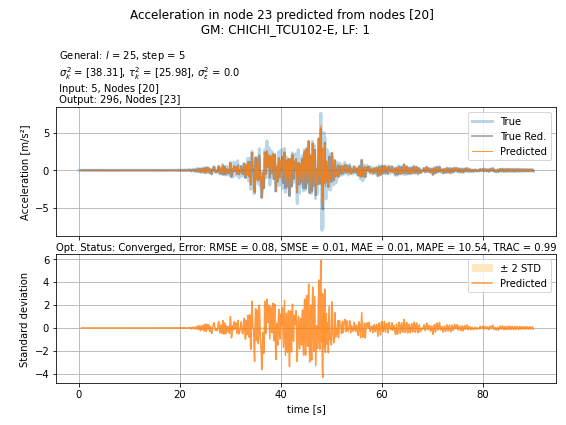 Acceleration in node 23 predicted from nodes [20]
GM: CHICHI_TCU102-E, LF: 1
General: l = 25, step = 5
σ²_k = [38.31], τ²_k = [25.98], σ²_ε = 0.0
Input: 5, Nodes [20]
Output: 296, Nodes [23]
Acceleration [m/s²]
5
0
−5
True
True Red.
Predicted
Opt. Status: Converged, Error: RMSE = 0.08, SMSE = 0.01, MAE = 0.01, MAPE = 10.54, TRAC = 0.99
Standard deviation
6
4
2
0
−2
−4
± 2 STD
Predicted
0 20 40 60 80
time [s]